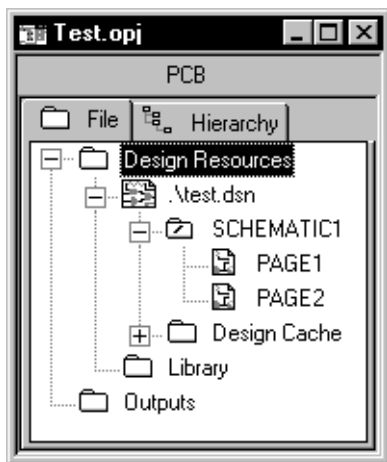 Test.opj
PCB
File Hierarchy
Design Resources
.\test.dsn
SCHEMATIC1
PAGE1
PAGE2
Design Cache
Library
Outputs